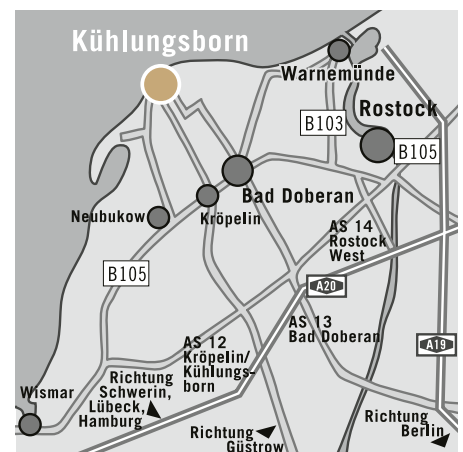 Kühlungsborn
Warnemünde
Rostock
B103
B105
Bad Doberan
Neubukow
Kröpelin
AS 14
Rostock
West
B105
A20
AS 13
Bad Doberan
AS 12
Kröpelin/
Kühlungs-
born
A19
Wismar
Richtung
Schwerin,
Lübeck,
Hamburg
Richtung
Güstrow
Richtung
Berlin